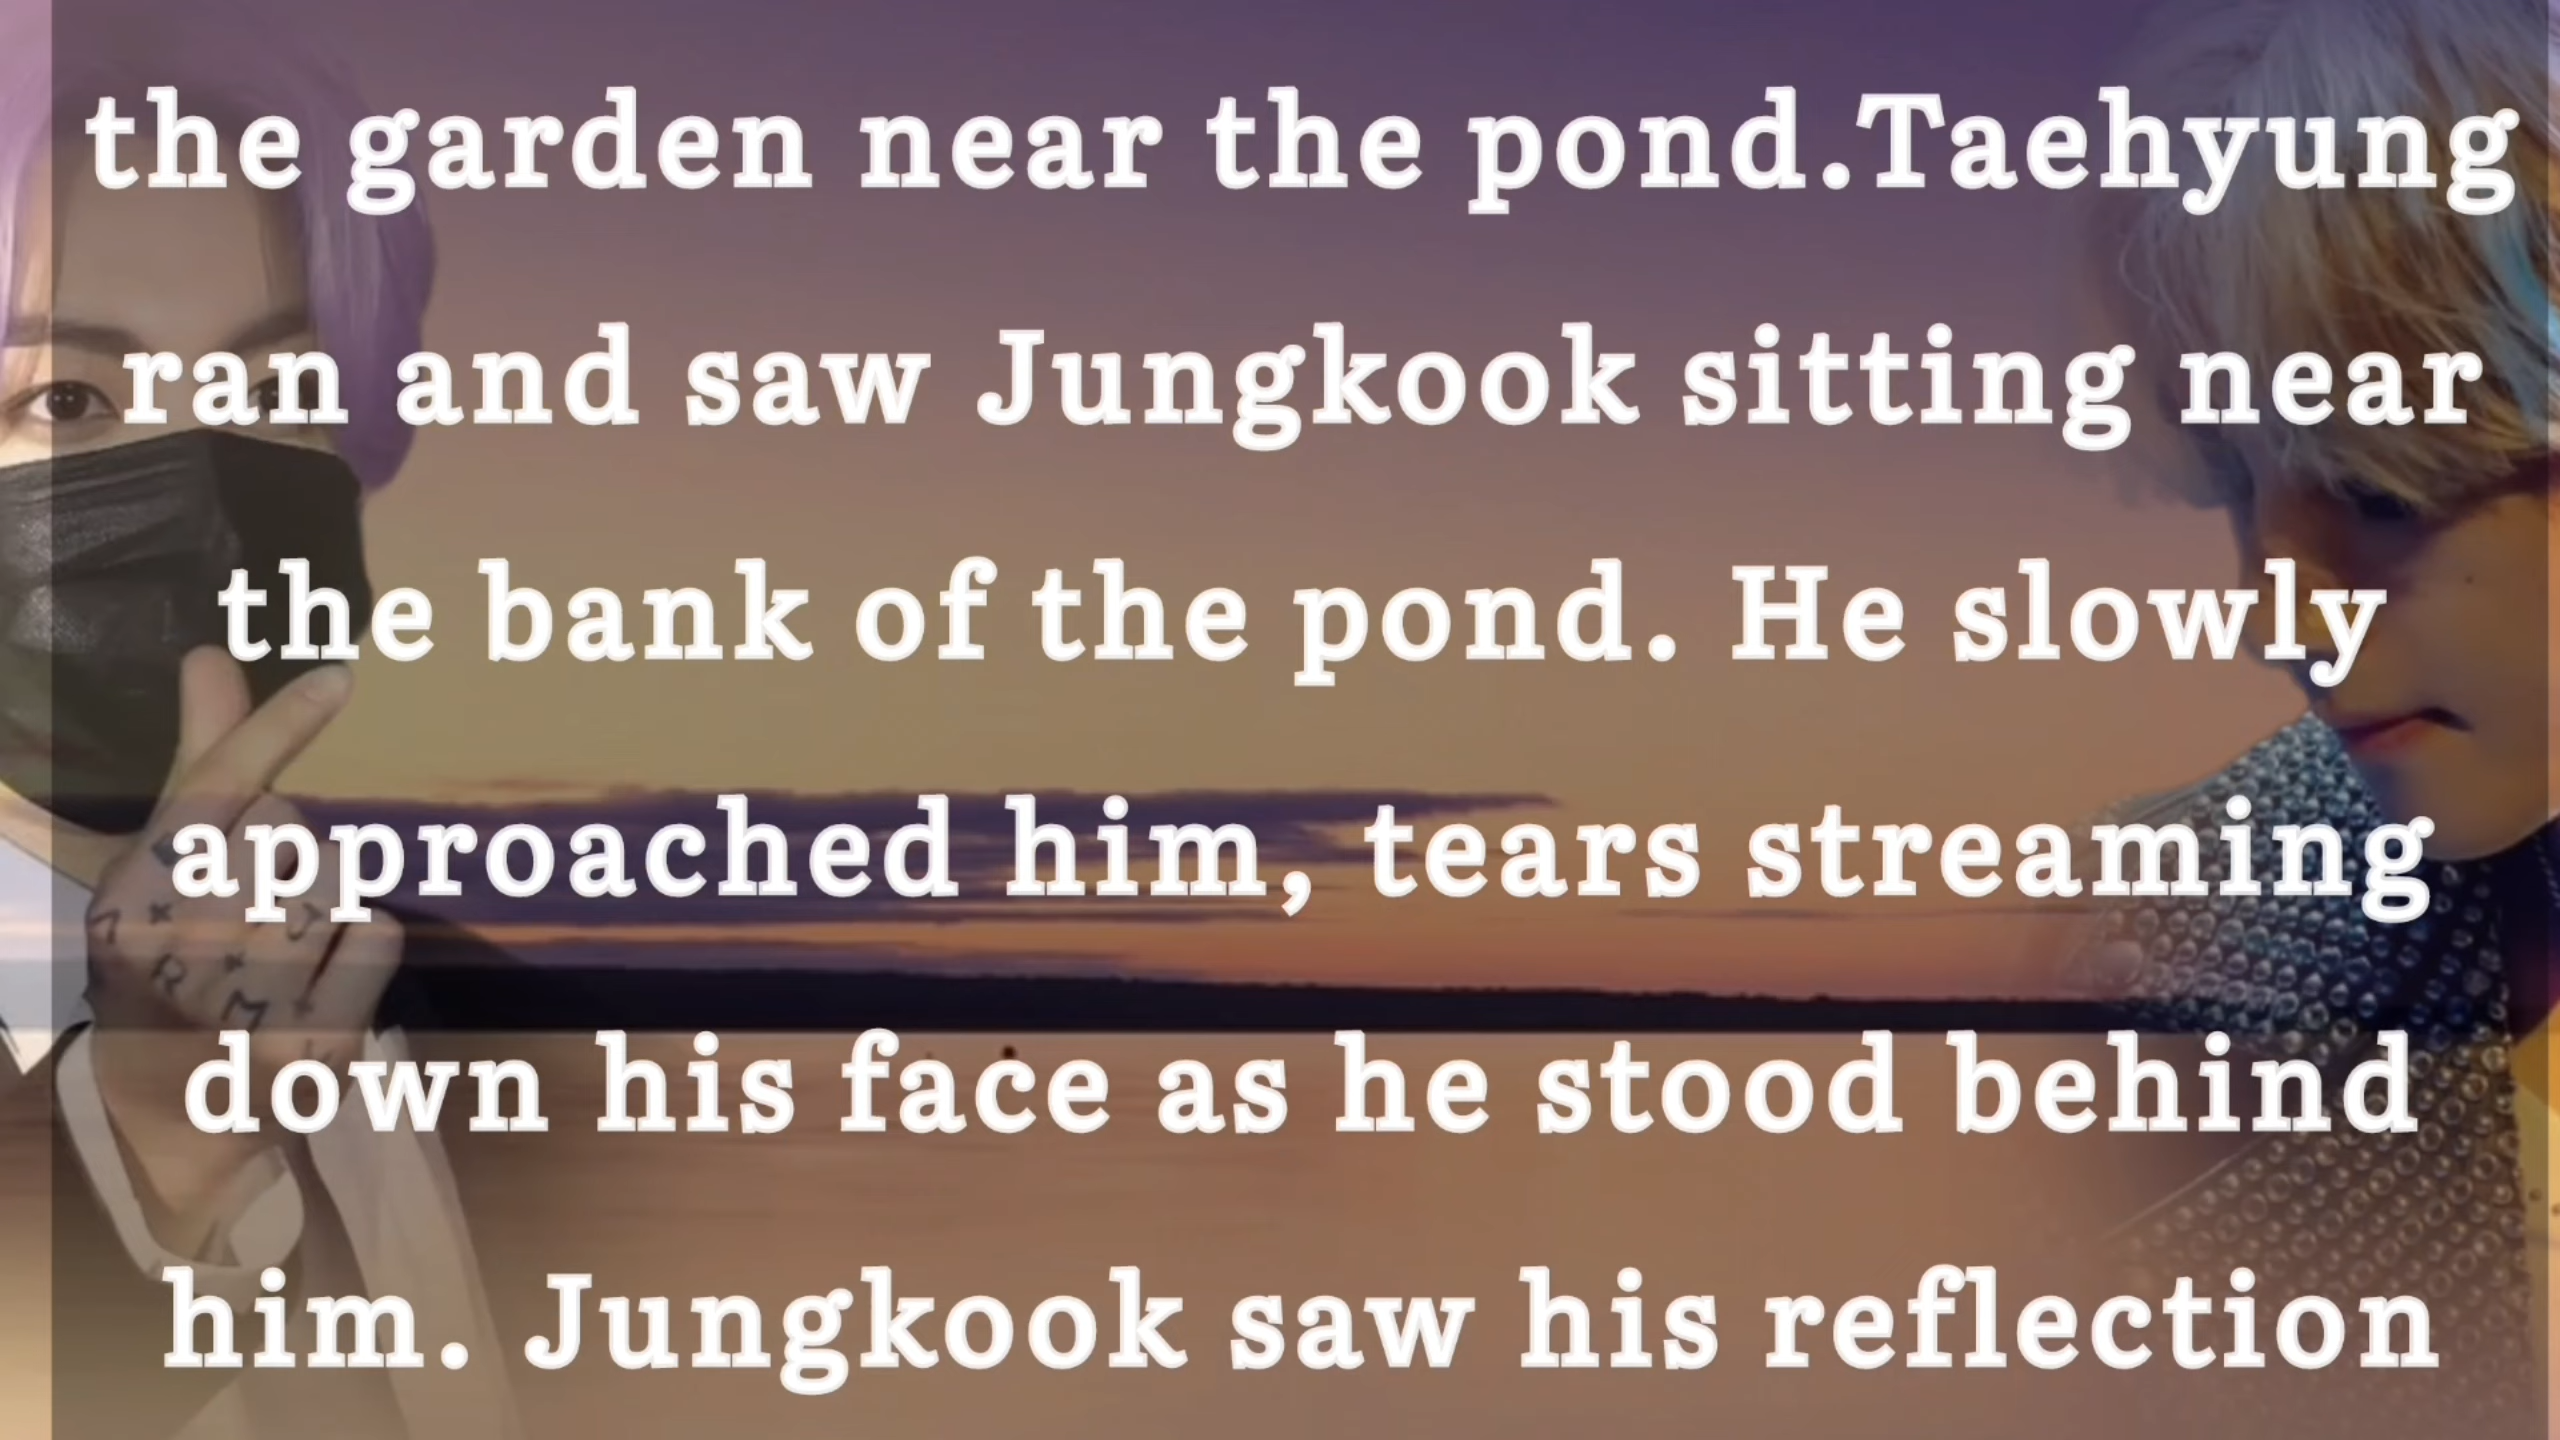 the garden near the pond.Taehyung
ran and saw Jungkook sitting near
the bank of the pond. He slowly
approached him, tears streaming
down his face as he stood behind
him. Jungkook saw his reflection